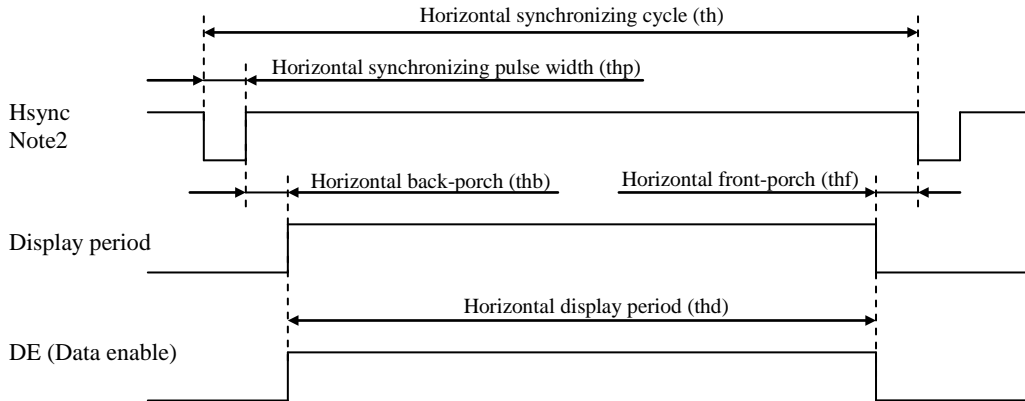 Horizontal synchronizing cycle (th)
Horizontal synchronizing pulse width (thp)
Hsync
Note2
Horizontal back-porch (thb)
Horizontal front-porch (thf)
Display period
Horizontal display period (thd)
DE (Data enable)